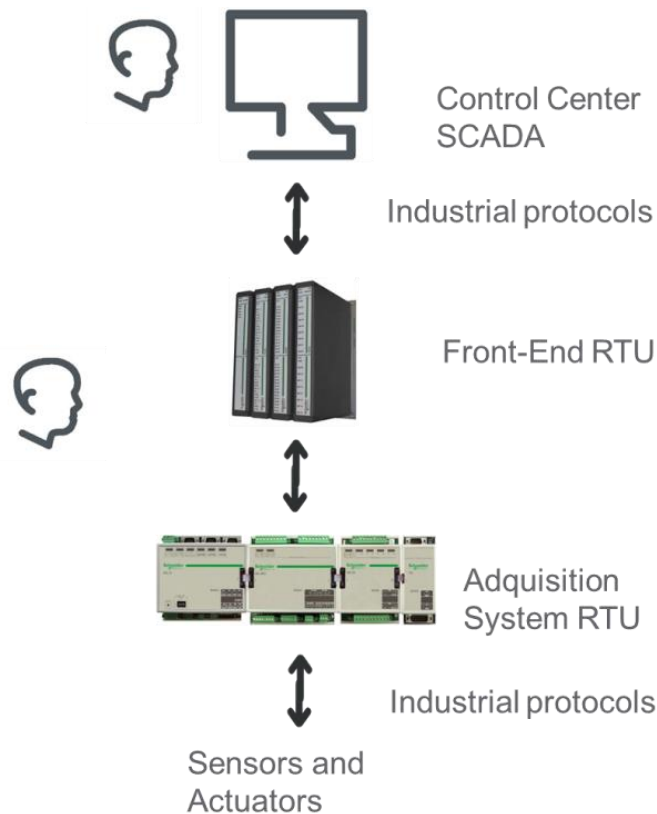 Control Center
SCADA
Industrial protocols
Front-End RTU
Adquisition
System RTU
Industrial protocols
Sensors and
Actuators